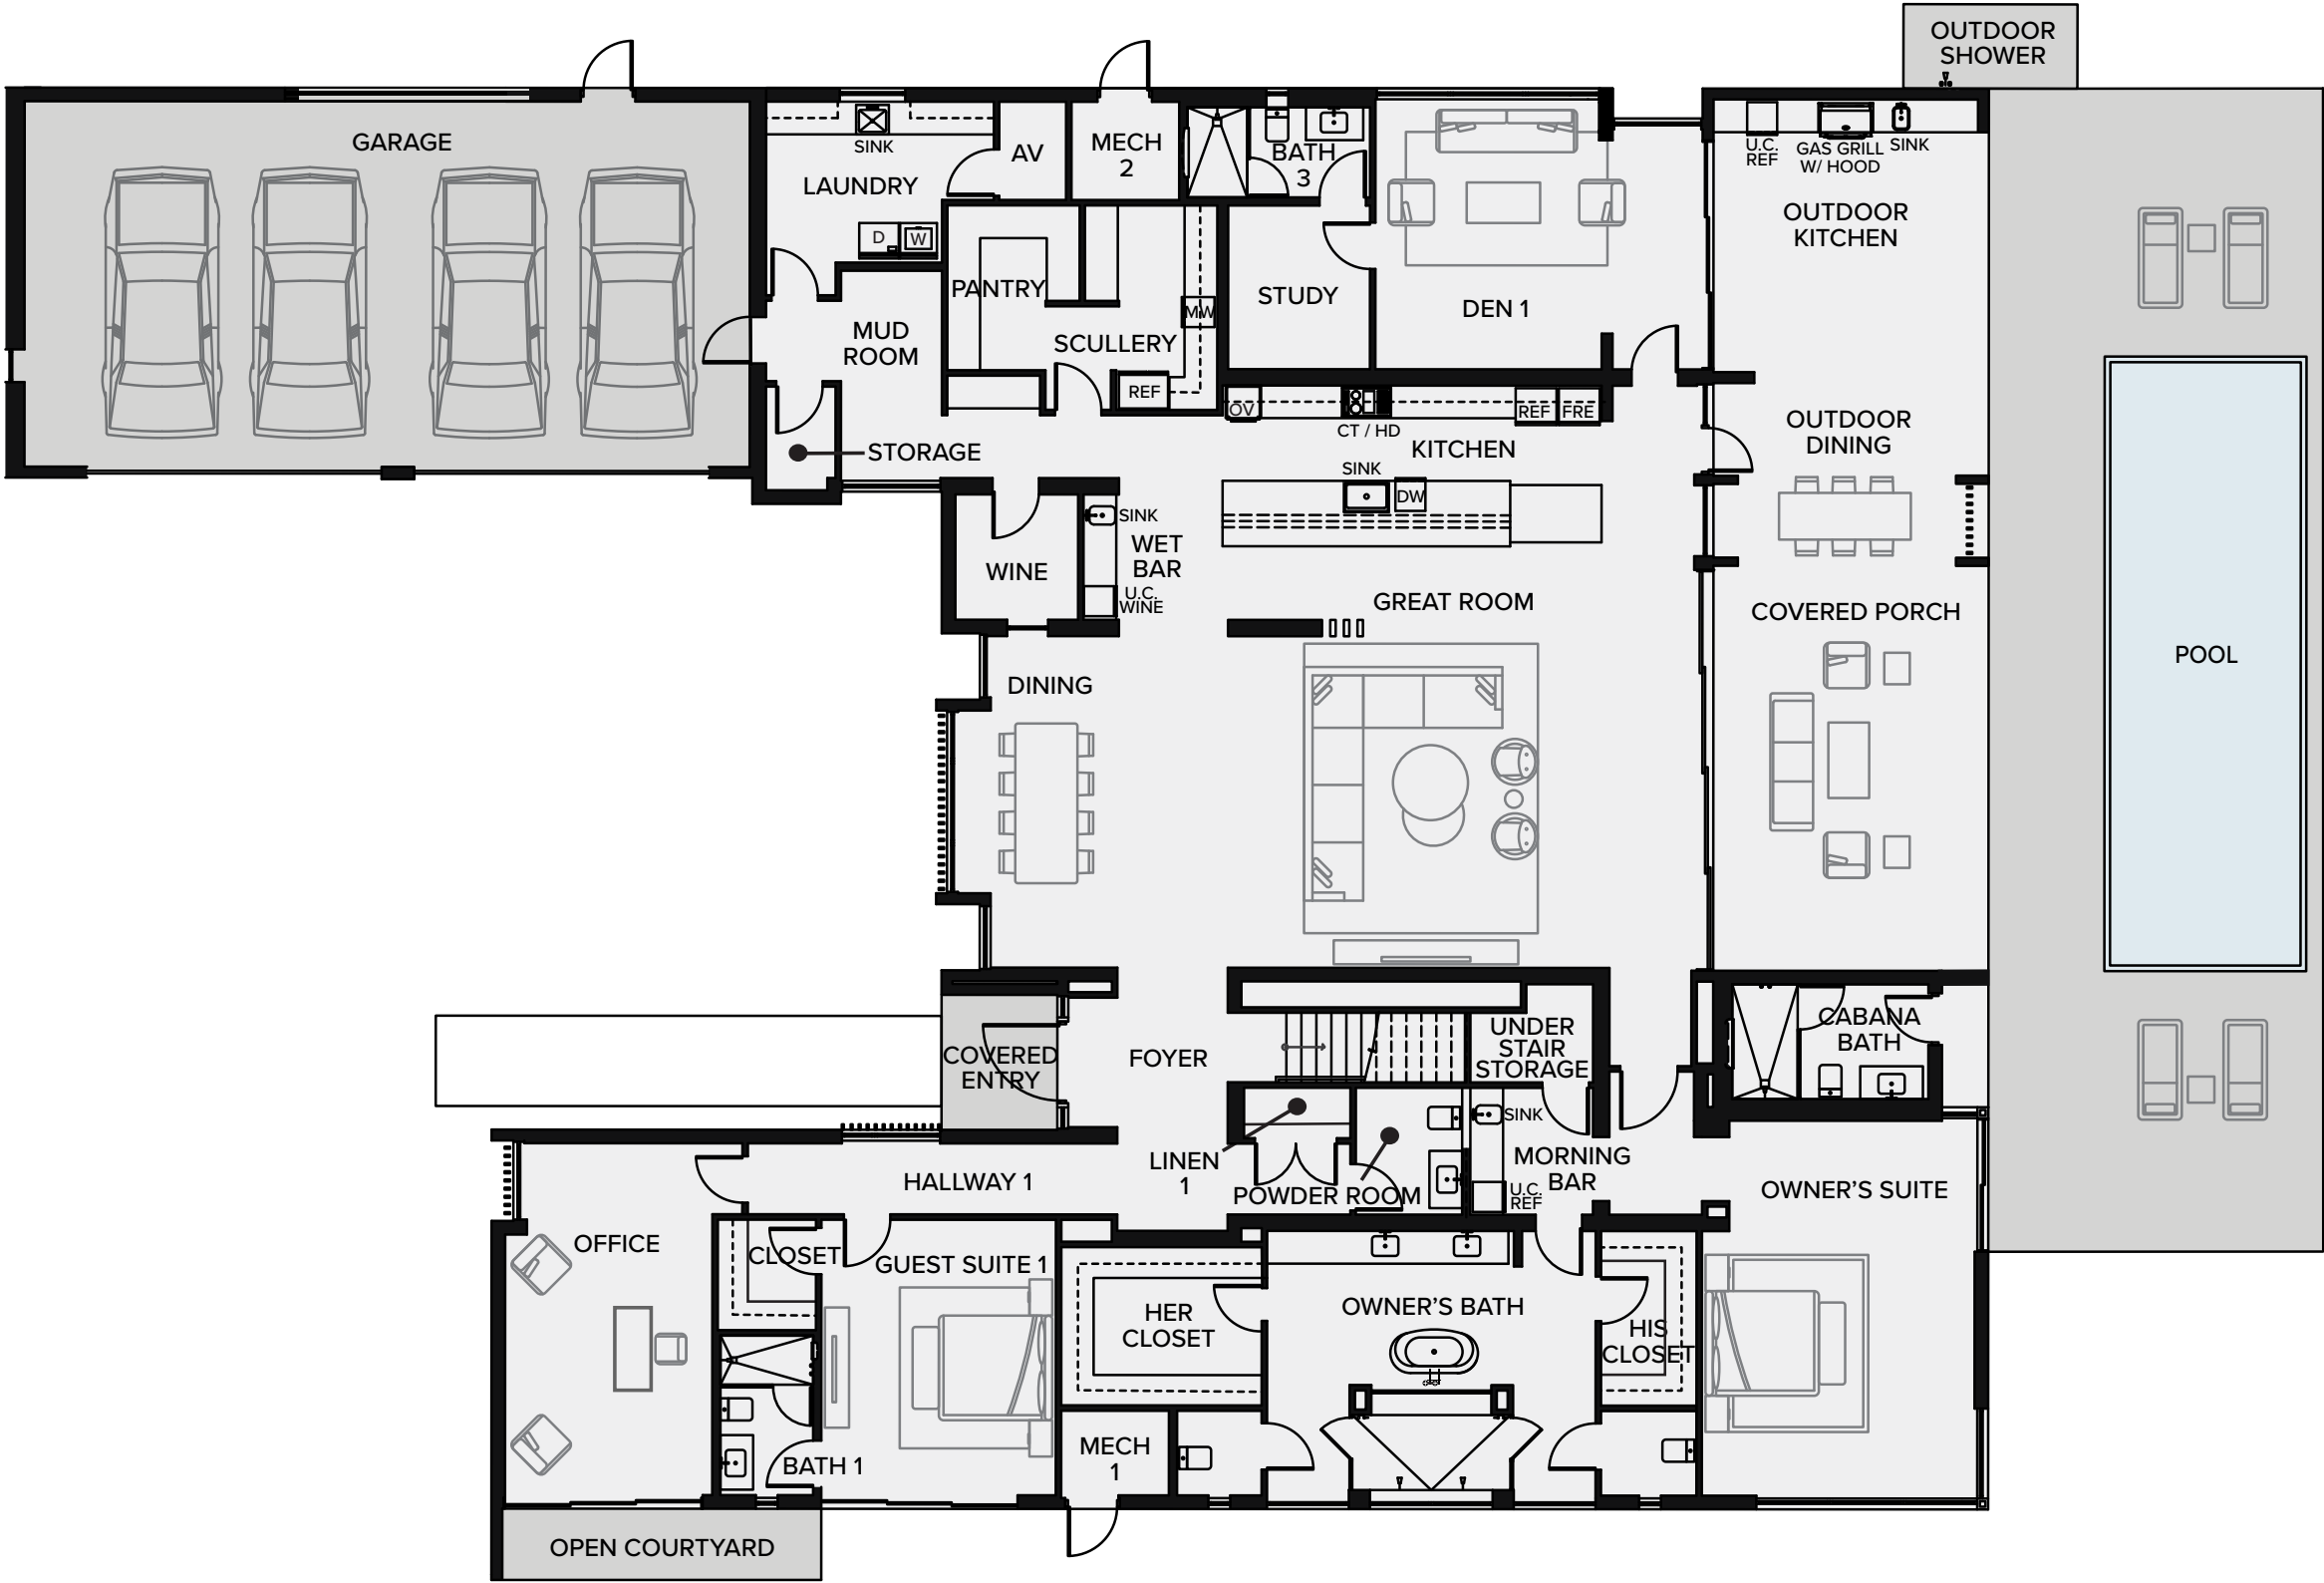 OUTDOOR
SHOWER
GARAGE
SINK
LAUNDRY
AV
MECH
2
BATH
3
U.C.
REF
GAS GRILL
W/ HOOD
SINK
OUTDOOR
KITCHEN
D
W
PANTRY
MW
STUDY
DEN 1
MUD
ROOM
SCULLERY
REF
OV
CT / HD
REF
FRE
STORAGE
KITCHEN
OUTDOOR
DINING
SINK
DW
SINK
WET
BAR
WINE
U.C.
WINE
GREAT ROOM
COVERED PORCH
POOL
DINING
COVERED
ENTRY
FOYER
UNDER
STAIR
STORAGE
CABANA
BATH
SINK
LINEN
1
POWDER ROOM
MORNING
BAR
U.C.
REF
HALLWAY 1
OWNER'S SUITE
OFFICE
CLOSET
GUEST SUITE 1
HER
CLOSET
OWNER'S BATH
HIS
CLOSET
BATH 1
MECH
1
OPEN COURTYARD